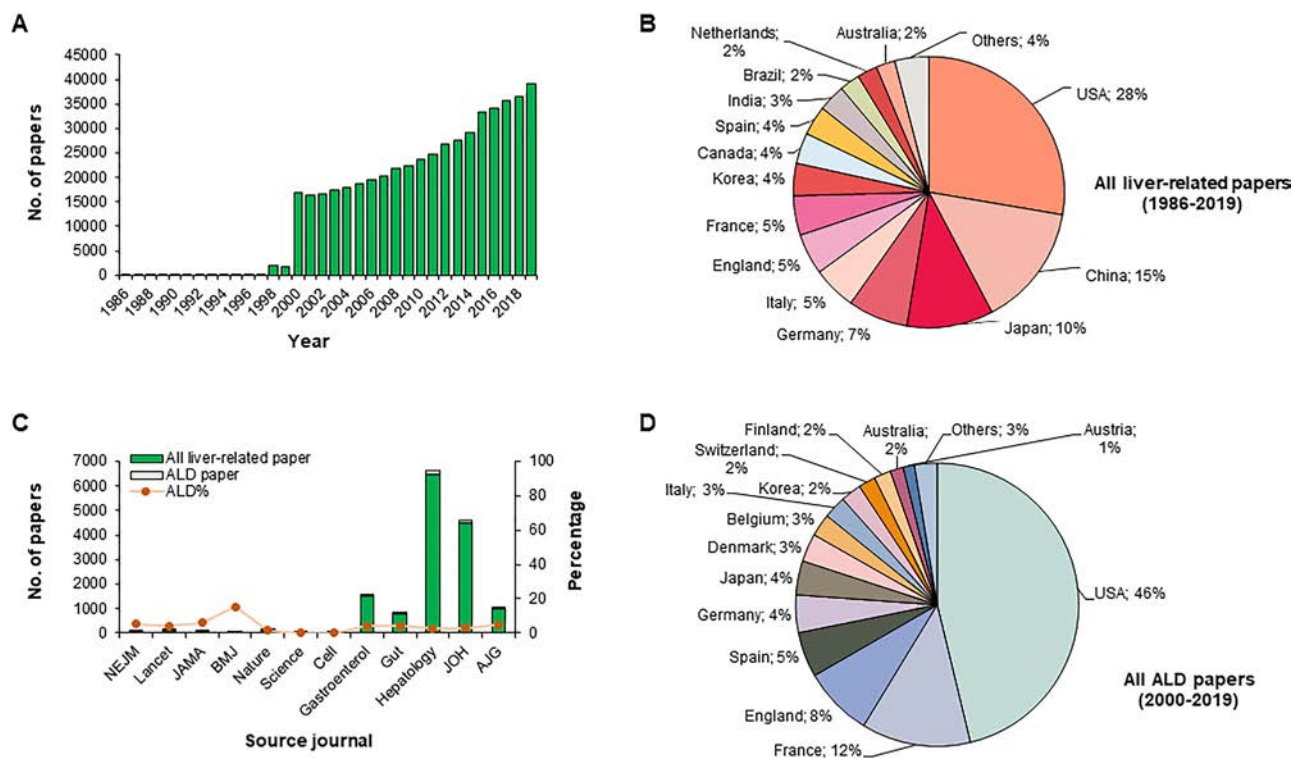 A
45000
40000
35000
30000
25000
20000
15000
10000
5000
0
No. of papers
1986
1988
1990
1992
1994
1996
1998
2000
2002
2004
2006
2008
2010
2012
2014
2016
2018
Year
B
USA; 28%
China; 15%
Japan; 10%
Germany; 7%
Italy; 5%
England; 5%
France; 5%
Korea; 4%
Canada; 4%
Spain; 4%
India; 3%
Brazil; 2%
Netherlands;
2%
Australia; 2%
Others; 4%
All liver-related papers
(1986-2019)
C
All liver-related paper
ALD paper
ALD%
7000
6000
5000
4000
3000
2000
1000
0
No. of papers
100
80
60
40
20
0
Percentage
NEJM
Lancet
JAMA
BMJ
Nature
Science
Cell
Gastroenterol
Gut
Hepatology
JOH
AJG
Source journal
D
USA; 46%
France; 12%
England; 8%
Spain; 5%
Germany; 4%
Japan; 4%
Denmark; 3%
Belgium; 3%
Italy; 3%
Korea; 2%
Switzerland;
2%
Finland; 2%
Australia;
2%
Others; 3%
Austria;
1%
All ALD papers
(2000-2019)